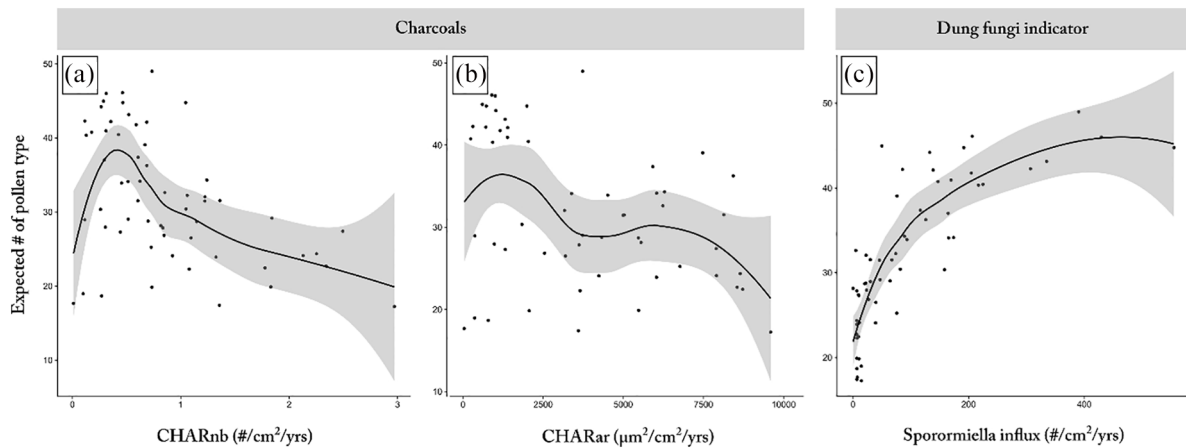 Charcoals
Dung fungi indicator
(a)
(b)
(c)
Expected # of pollen type
50
40
30
20
10
0
1
2
3
CHARnb (#/cm²/yrs)
50
40
30
20
10
0
2500
5000
7500
10000
CHARar (µm²/cm²/yrs)
50
40
30
20
0
200
400
Sporormiella influx (#/cm²/yrs)